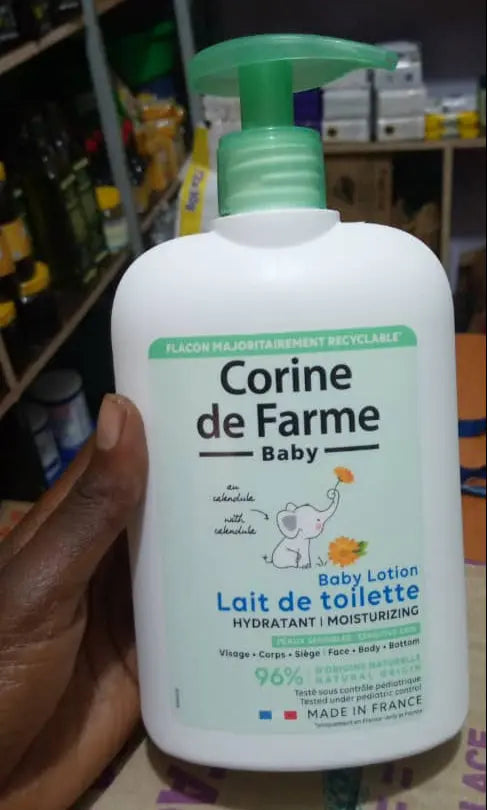 FLACON MAJORITAIREMENT RECYCLABLE*
Corine
de Farme
Baby
au
calendula
with
calendula
Baby Lotion
Lait de toilette
HYDRATANT | MOISTURIZING
PEAUX SENSIBLES SENSITIVE SKIN
Visage • Corps • Siège | Face • Body • Bottom
96% D'ORIGINE NATURELLE
NATURAL ORIGIN
Testé sous contrôle pédiatrique
Tested under pediatric control
MADE IN FRANCE